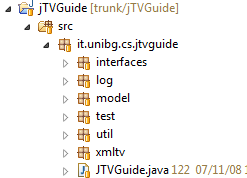 jTVGuide [trunk/jTVGuide]
src
it.unibg.cs.jtvguide
interfaces
log
model
test
util
xmltv
JTVGuide.java 122 07/11/08 1